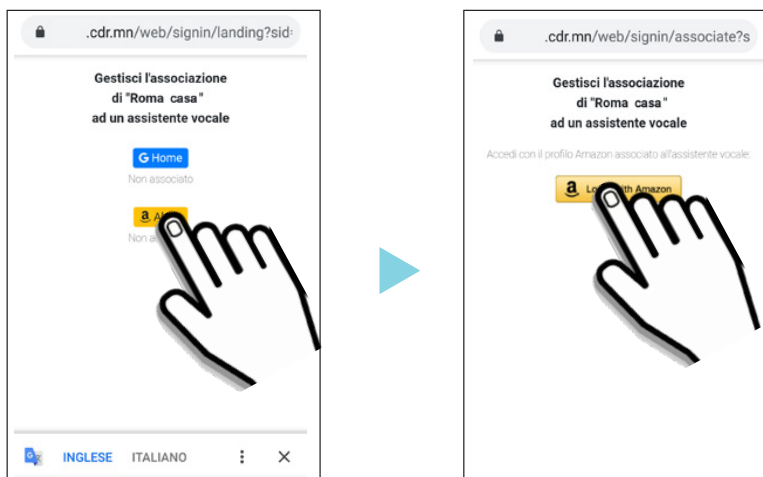 .cdr.mn/web/signin/landing?sid=
Gestisci l'associazione
di "Roma casa"
ad un assistente vocale
G Home
Non associato
Non
INGLESE ITALIANO
.cdr.mn/web/signin/associate?s
Gestisci l'associazione
di "Roma casa"
ad un assistente vocale
Accedi con il profilo Amazon associato all'assistente vocale:
with Amazon